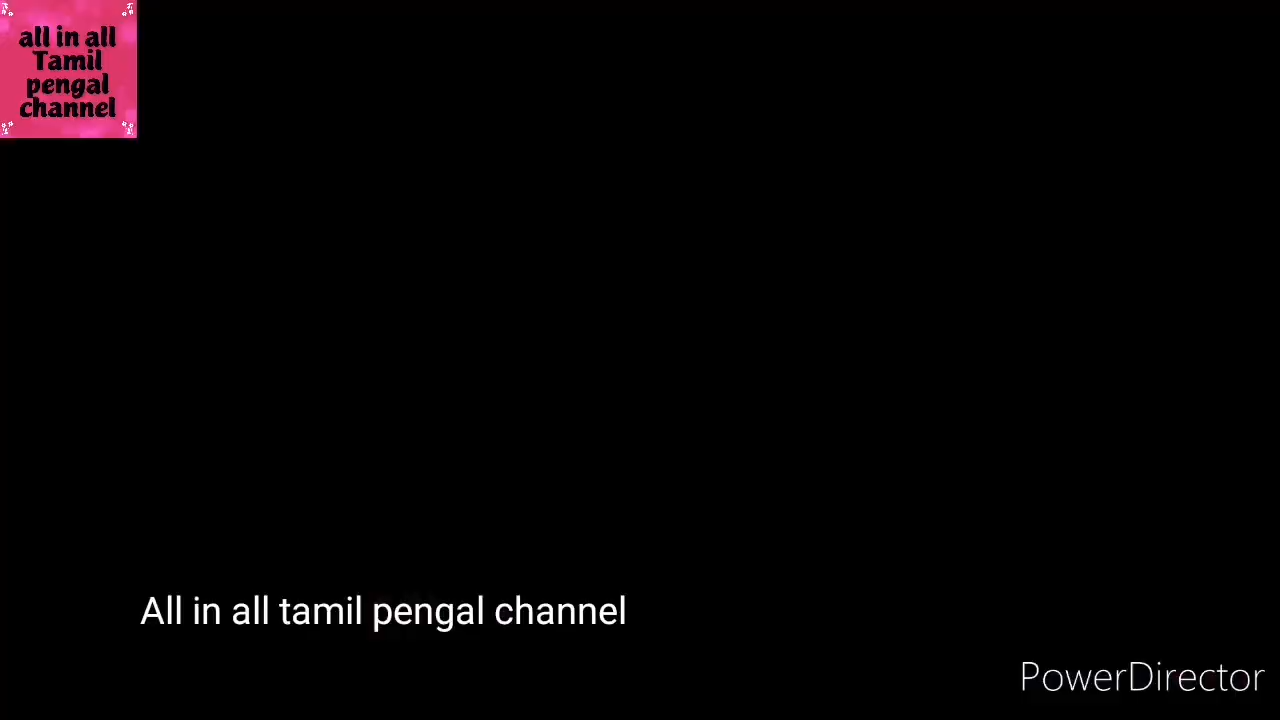 all in all
Tamil
pengal
channel
All in all tamil pengal channel
PowerDirector